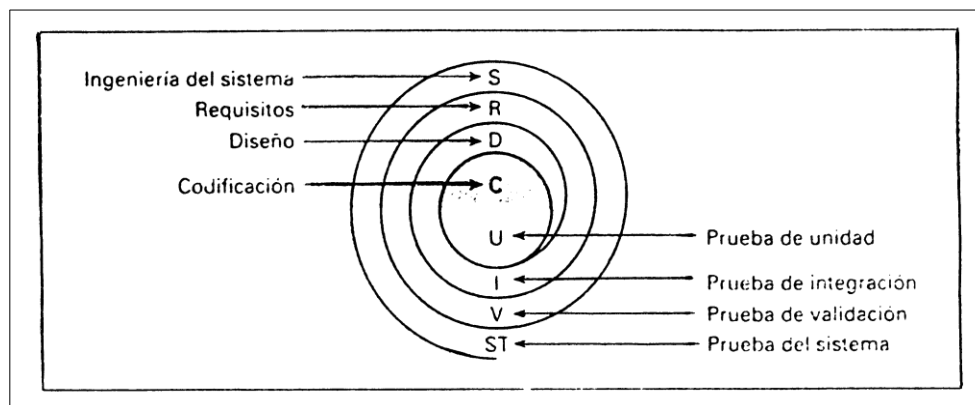 Ingeniería del sistema
S
Requisitos
R
Diseño
D
Codificación
C
U
Prueba de unidad
I
Prueba de integración
V
Prueba de validación
ST
Prueba del sistema